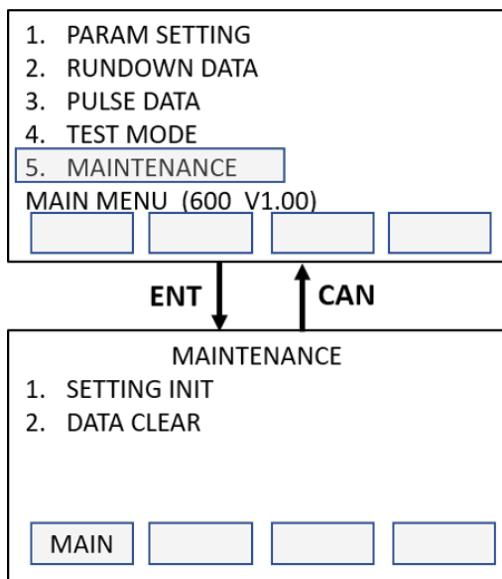 1. PARAM SETTING
2. RUNDOWN DATA
3. PULSE DATA
4. TEST MODE
5. MAINTENANCE
MAIN MENU (600 V1.00)
ENT CAN
MAINTENANCE
1. SETTING INIT
2. DATA CLEAR
MAIN